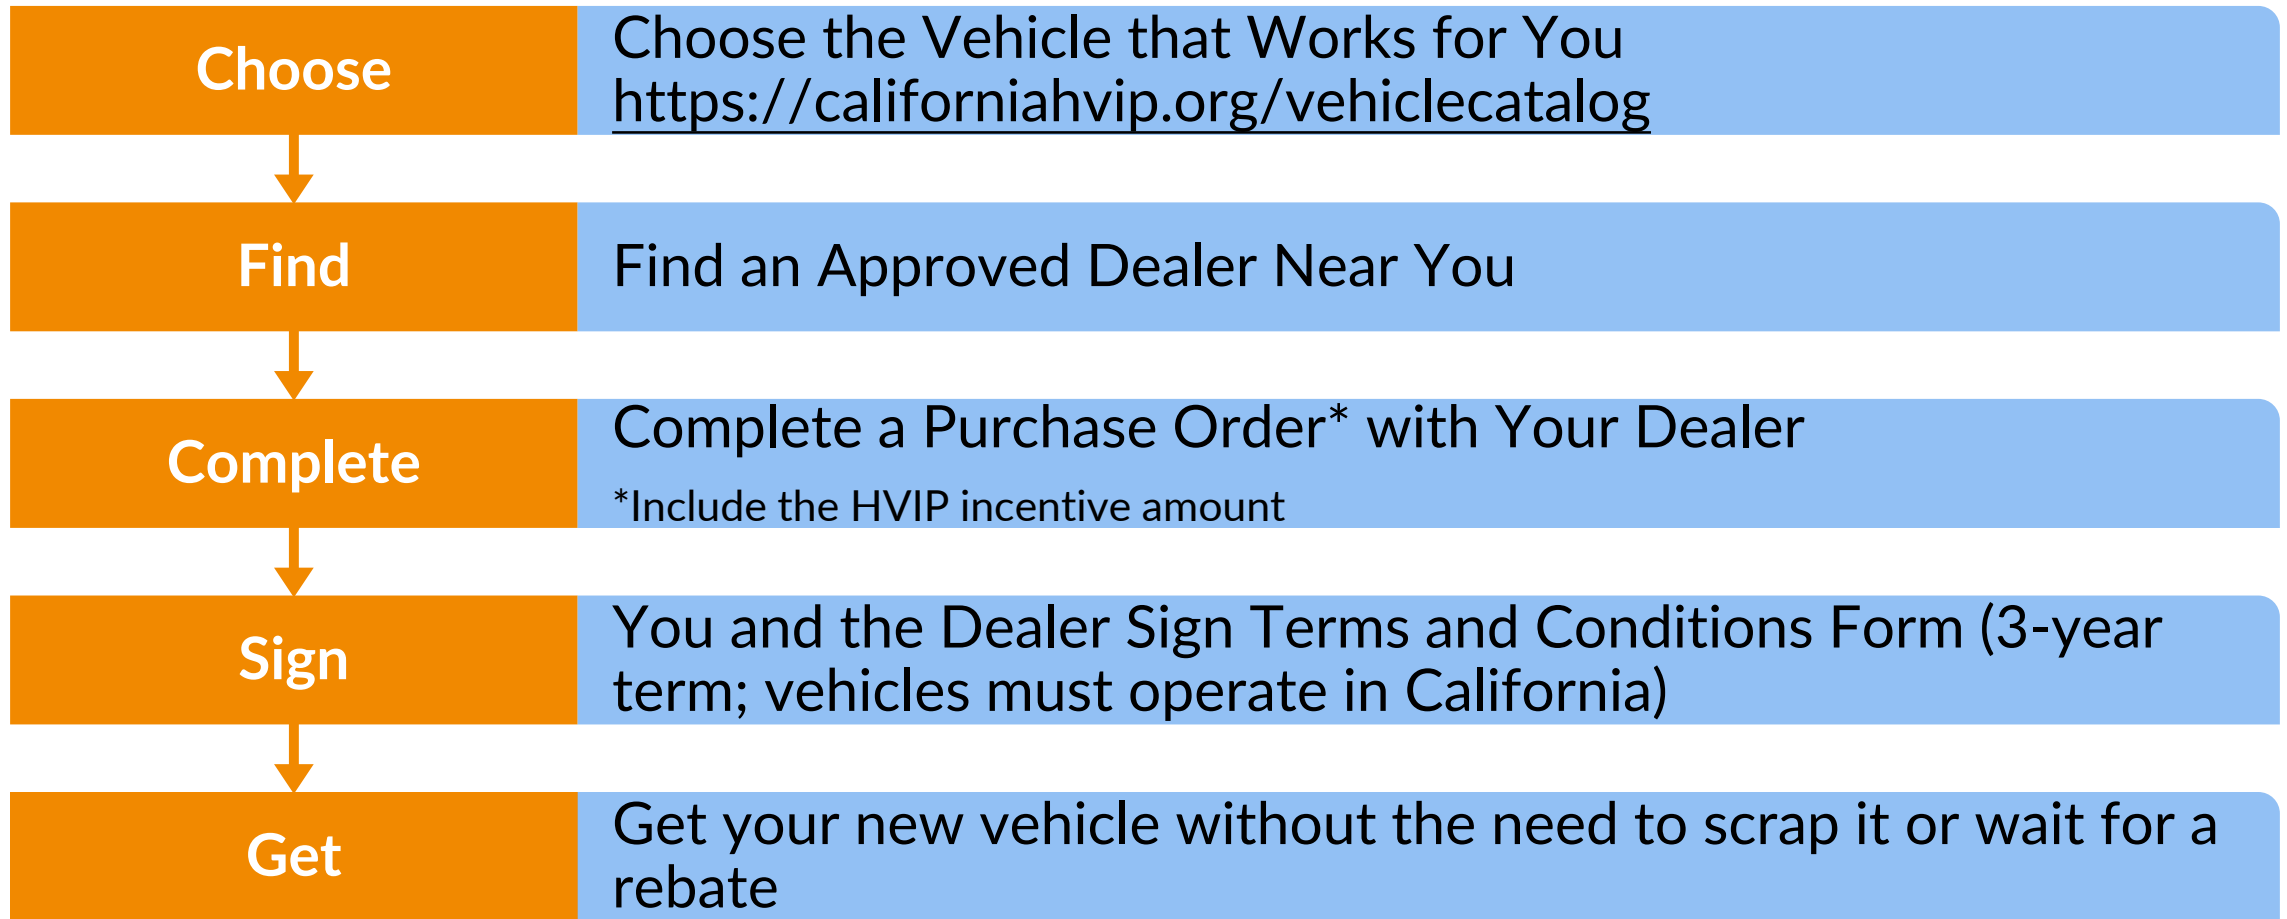 Choose
Choose the Vehicle that Works for You
https://californiahvip.org/vehiclecatalog
Find
Find an Approved Dealer Near You
Complete
Complete a Purchase Order* with Your Dealer
*Include the HVIP incentive amount
Sign
You and the Dealer Sign Terms and Conditions Form (3-year
term; vehicles must operate in California)
Get
Get your new vehicle without the need to scrap it or wait for a
rebate